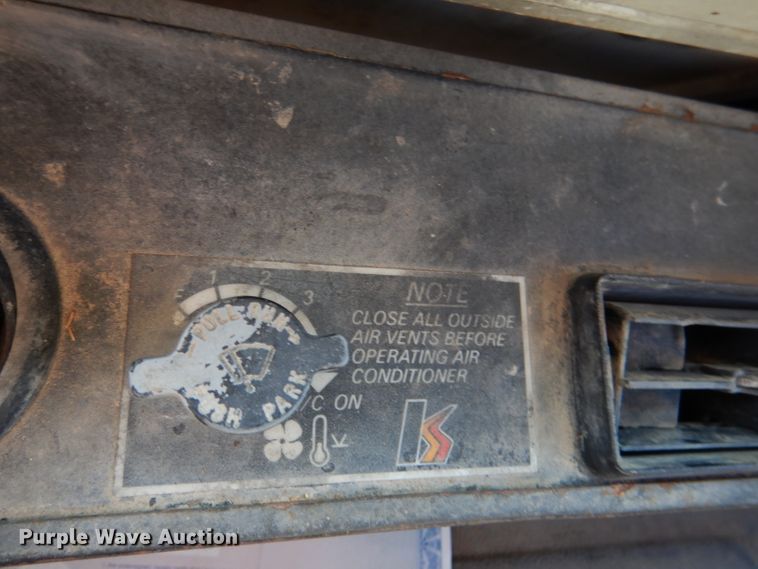 1 2 3
NOTE
CLOSE ALL OUTSIDE
AIR VENTS BEFORE
OPERATING AIR
CONDITIONER
PULL-RUN
PUSH PARK
/C ON
Purple Wave Auction